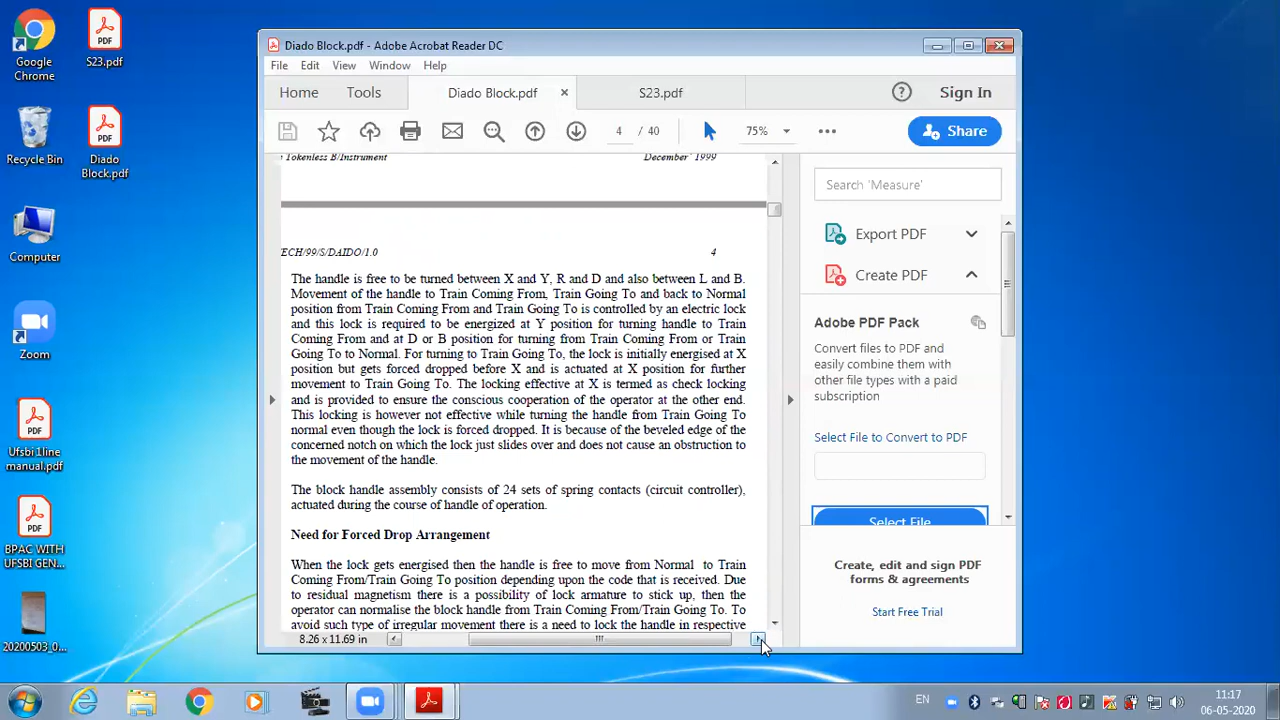 Google
Chrome
S23.pdf
Recycle Bin
Diado
Block.pdf
Computer
Zoom
Ufsbi 1line
manual.pdf
BPAC WITH
UFSBI GEN...
20200503_0...
Diado Block.pdf - Adobe Acrobat Reader DC
File Edit View Window Help
Home Tools Diado Block.pdf × S23.pdf Sign In
4 / 40 75% Share
Tokenless B/Instrument December' 1999
ECH/99/S/DAIDO/1.0 4
The handle is free to be turned between X and Y, R and D and also between L and B.
Movement of the handle to Train Coming From, Train Going To and back to Normal
position from Train Coming From and Train Going To is controlled by an electric lock
and this lock is required to be energized at Y position for turning handle to Train
Coming From and at D or B position for turning from Train Coming From or Train
Going To to Normal. For turning to Train Going To, the lock is initially energised at X
position but gets forced dropped before X and is actuated at X position for further
movement to Train Going To. The locking effective at X is termed as check locking
and is provided to ensure the conscious cooperation of the operator at the other end.
This locking is however not effective while turning the handle from Train Going To
normal even though the lock is forced dropped. It is because of the beveled edge of the
concerned notch on which the lock just slides over and does not cause an obstruction to
the movement of the handle.
The block handle assembly consists of 24 sets of spring contacts (circuit controller),
actuated during the course of handle of operation.
Need for Forced Drop Arrangement
When the lock gets energised then the handle is free to move from Normal to Train
Coming From/Train Going To position depending upon the code that is received. Due
to residual magnetism there is a possibility of lock armature to stick up, then the
operator can normalise the block handle from Train Coming From/Train Going To. To
avoid such type of irregular movement there is a need to lock the handle in respective
8.26 x 11.69 in
Search 'Measure'
Export PDF
Create PDF
Adobe PDF Pack
Convert files to PDF and
easily combine them with
other file types with a paid
subscription
Select File to Convert to PDF
Select File
Create, edit and sign PDF
forms & agreements
Start Free Trial
EN
11:17
06-05-2020